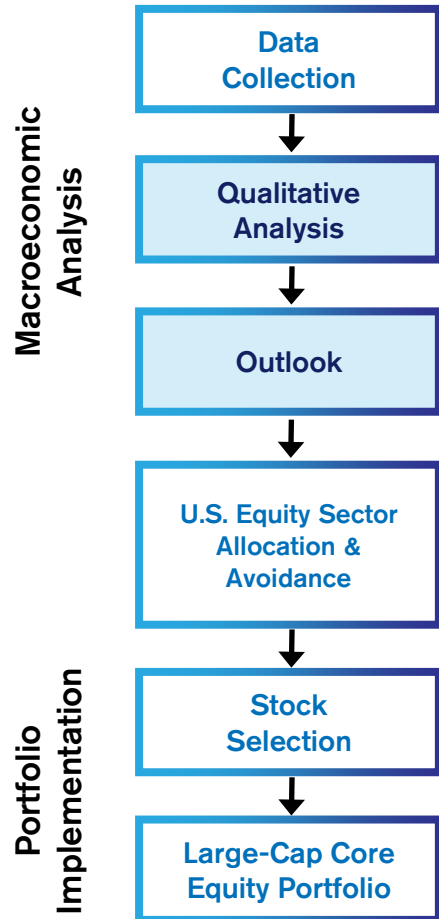 Macroeconomic
Analysis
Data
Collection
Qualitative
Analysis
Outlook
U.S. Equity Sector
Allocation &
Avoidance
Portfolio
Implementation
Stock
Selection
Large-Cap Core
Equity Portfolio